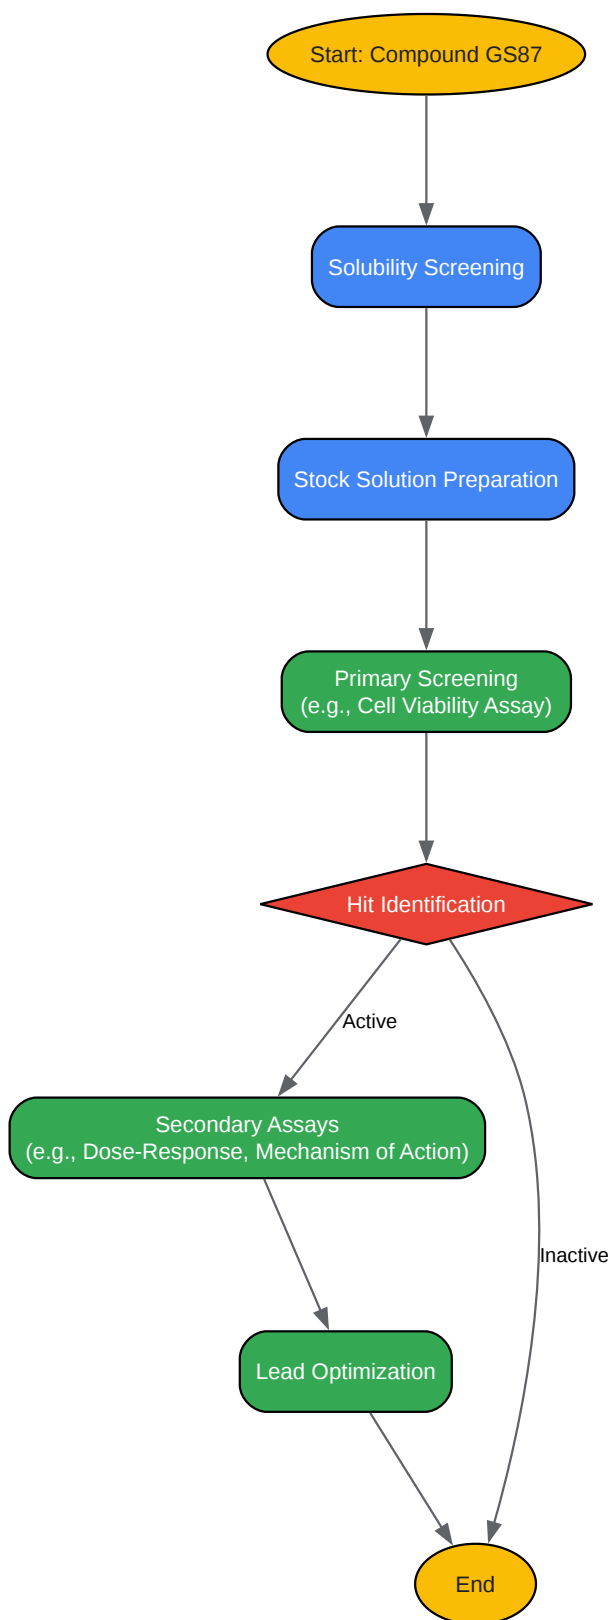 Start: Compound GS87
Solubility Screening
Stock Solution Preparation
Primary Screening
(e.g., Cell Viability Assay)
Hit Identification
Active
Secondary Assays
(e.g., Dose-Response, Mechanism of Action)
Inactive
Lead Optimization
End